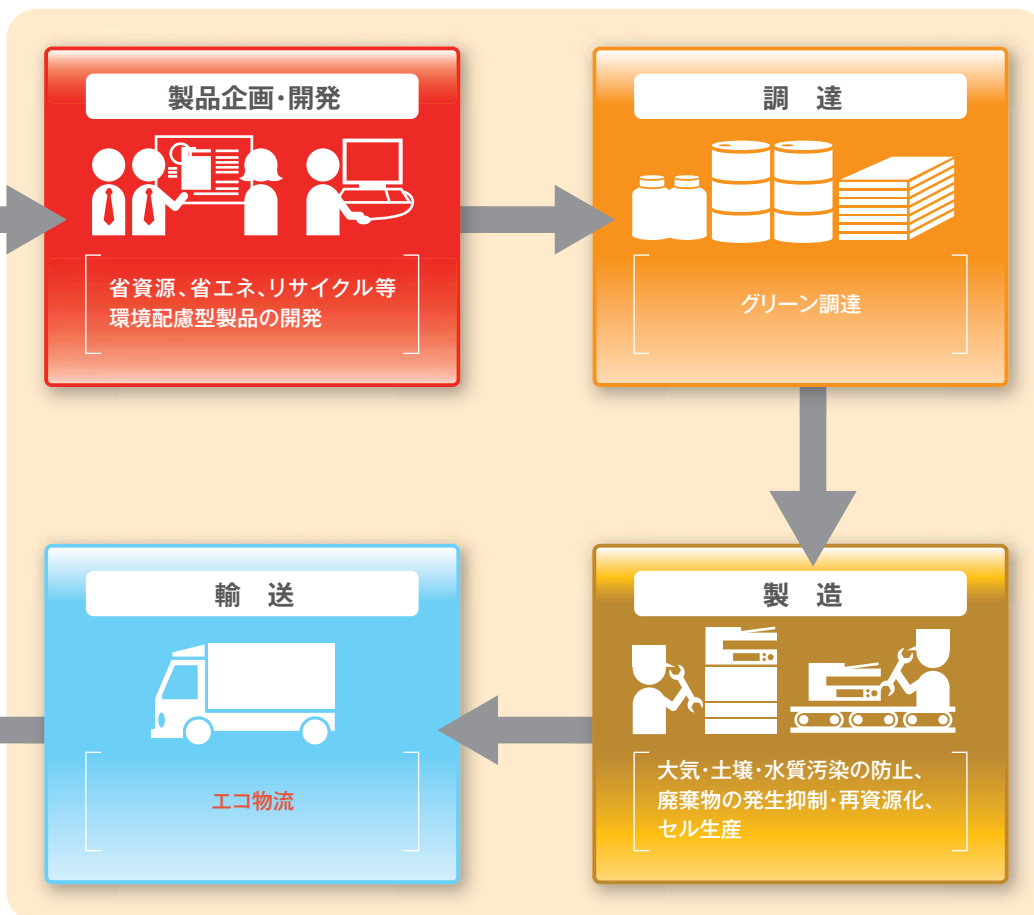 製品企画・開発
省資源、省エネ、リサイクル等
環境配慮型製品の開発
調　達
グリーン調達
製　造
大気・土壌・水質汚染の防止、
廃棄物の発生抑制・再資源化、
セル生産
輸　送
エコ物流